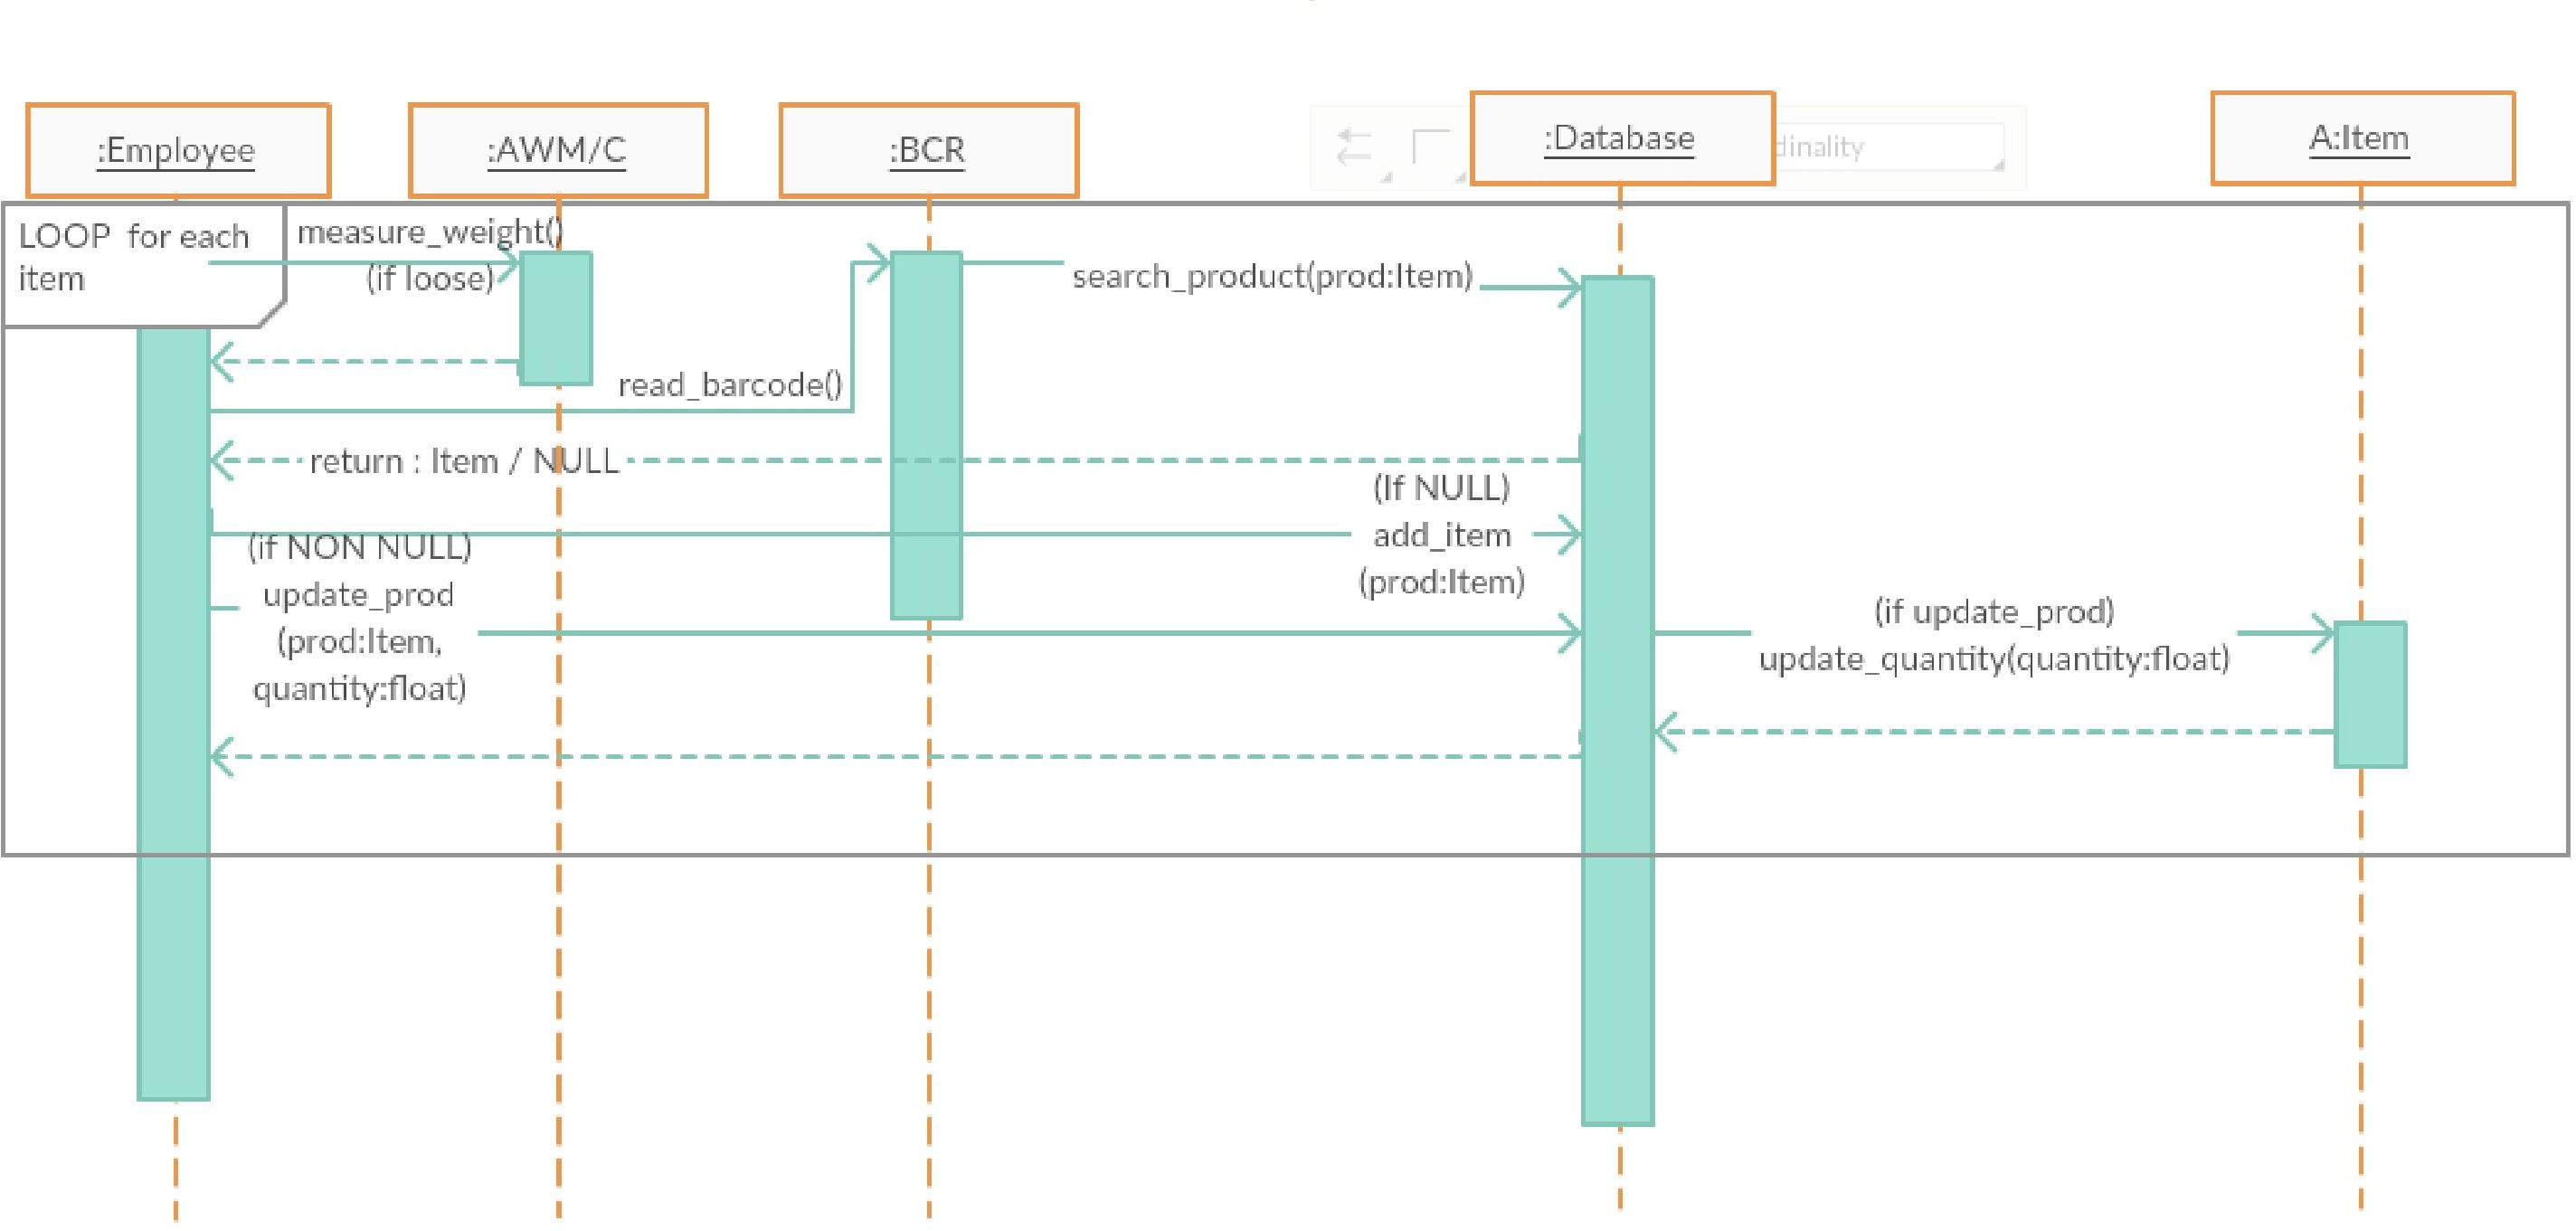 :Employee
:AWM/C
:BCR
:Database
dinality
A:Item
LOOP for each
item
measure_weight()
(if loose)
search_product(prod:Item)
read_barcode()
return : Item / NULL
(If NULL)
add_item
(prod:Item)
(if NON NULL)
update_prod
(prod:Item,
quantity:float)
(if update_prod)
update_quantity(quantity:float)